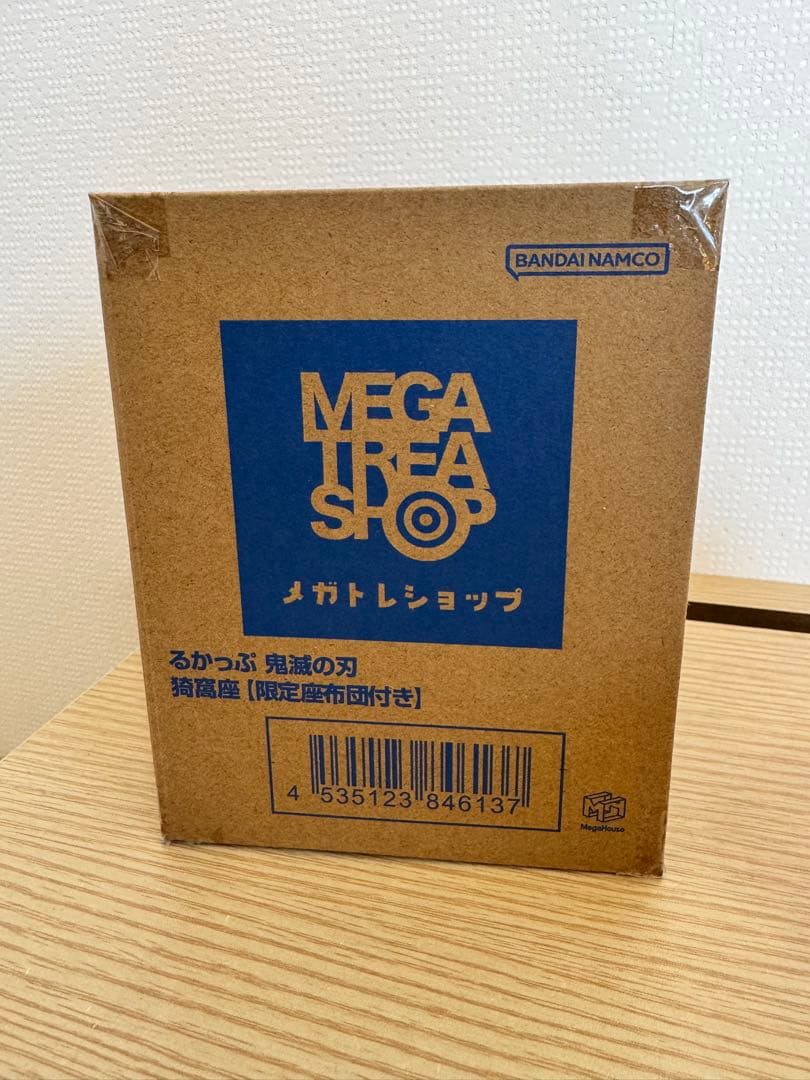 BANDAI NAMCO
MEGA
TREA
SHOP
メガトレショップ
るかっぷ 鬼滅の刃
猗窩座【限定座布団付き】
4 535123 846137
MegaHouse